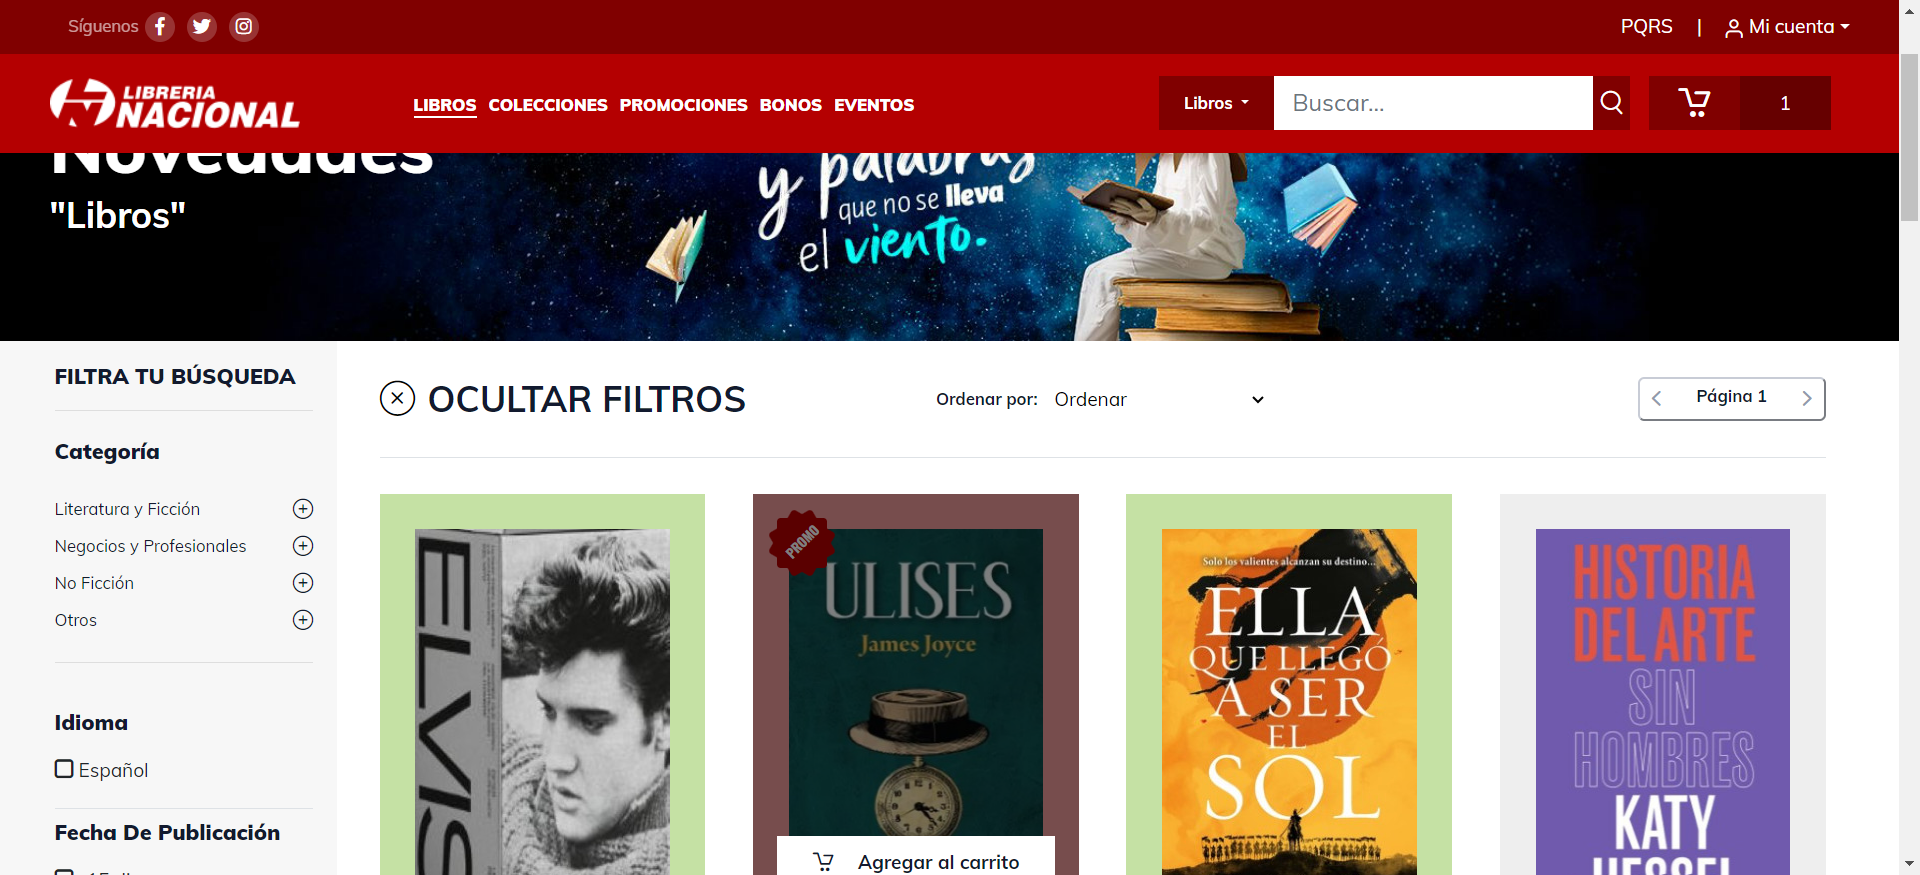 Síguenos
PQRS | Mi cuenta
LIBRERIA
NACIONAL
LIBROS COLECCIONES PROMOCIONES BONOS EVENTOS
Libros
Buscar...
1
Novedades
"Libros"
y palabras
que no se lleva
el viento.
FILTRA TU BÚSQUEDA
Categoría
Literatura y Ficción
Negocios y Profesionales
No Ficción
Otros
Idioma
Español
Fecha De Publicación
OCULTAR FILTROS
Ordenar por: Ordenar
Página 1
ELVIS
PROMO
ULISES
James Joyce
Agregar al carrito
Solo los valientes alcanzan su destino...
ELLA
QUE LLEGÓ
A SER
EL
SOL
HISTORIA
DEL ARTE
SIN
HOMBRES
KATY
HESSEL